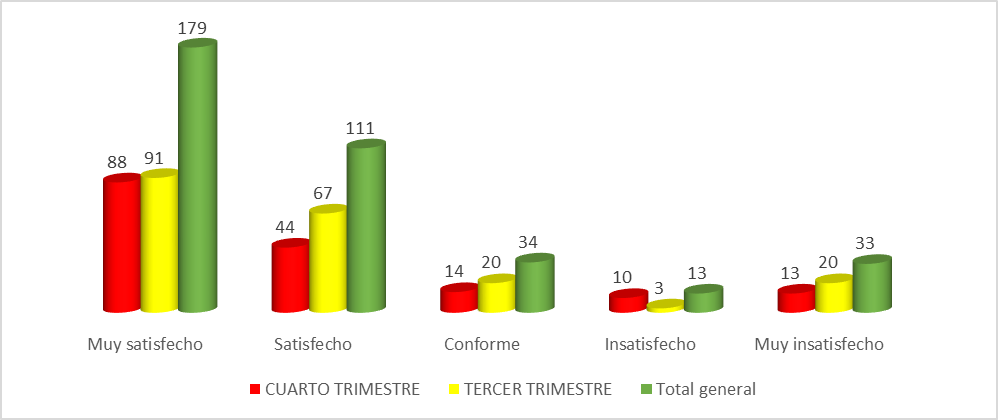 179
111
88 91
67
44
34 33
14 20 10 3 13 13 20
Muy satisfecho Satisfecho Conforme Insatisfecho Muy insatisfecho
CUARTO TRIMESTRE TERCER TRIMESTRE Total general